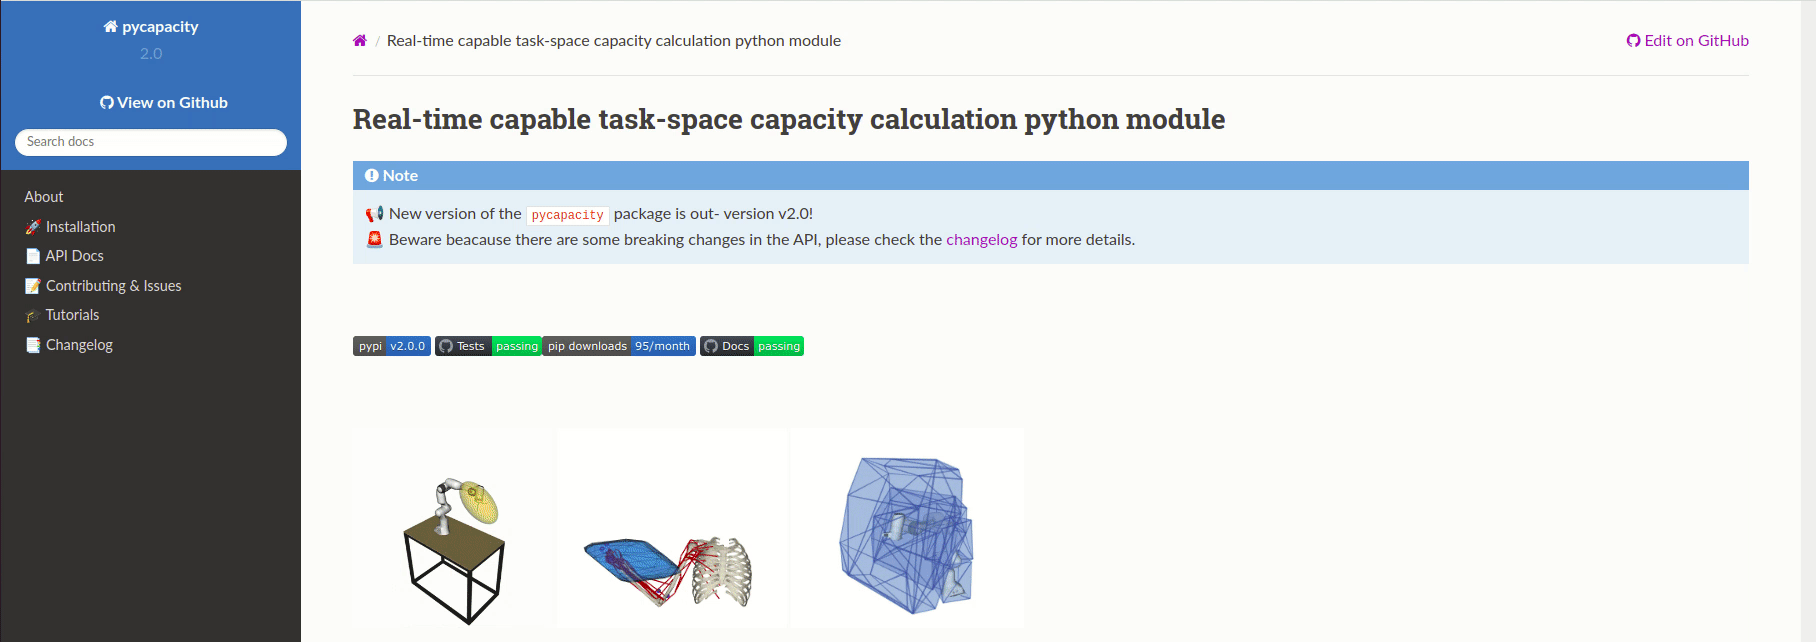 pycapacity
2.0
View on Github
Search docs
About
Installation
API Docs
Contributing & Issues
Tutorials
Changelog
/ Real-time capable task-space capacity calculation python module
Edit on GitHub
Real-time capable task-space capacity calculation python module
Note
New version of the pycapacity package is out- version v2.0!
Beware beacause there are some breaking changes in the API, please check the changelog for more details.
pypi v2.0.0 Tests passing pip downloads 95/month Docs passing